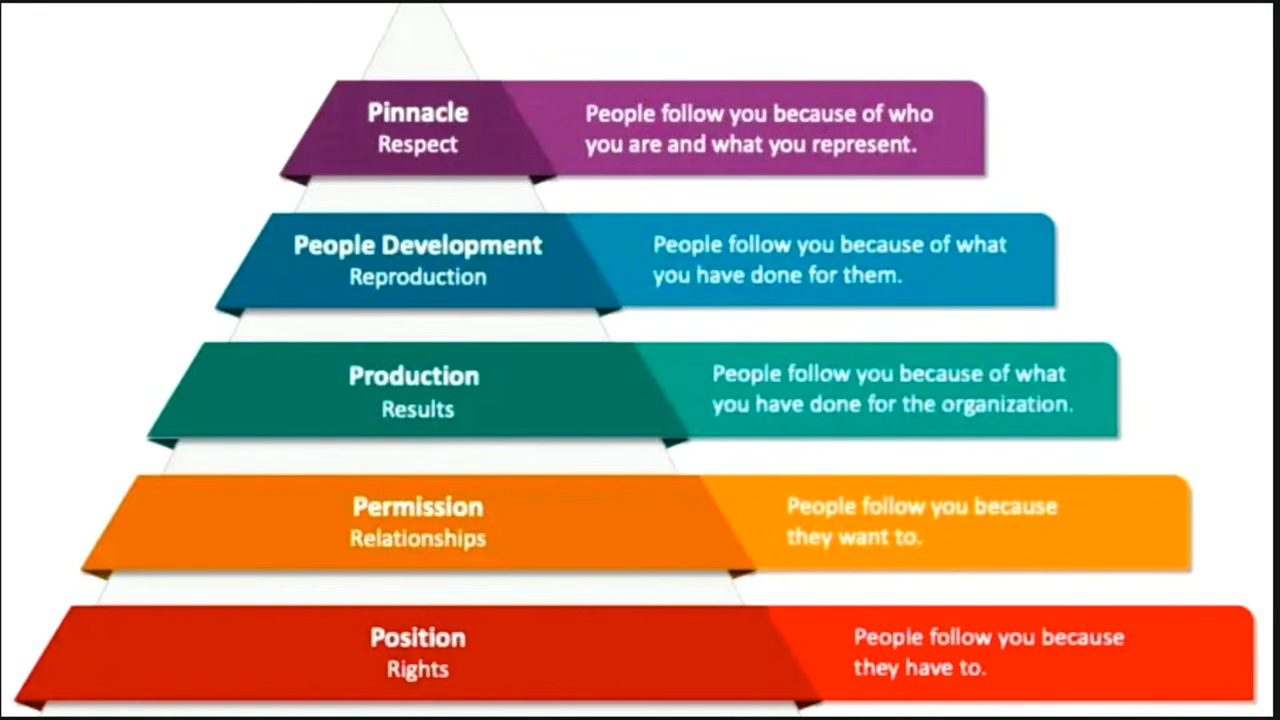 Pinnacle
Respect
People follow you because of who
you are and what you represent.
People Development
Reproduction
People follow you because of what
you have done for them.
Production
Results
People follow you because of what
you have done for the organization.
Permission
Relationships
People follow you because
they want to.
Position
Rights
People follow you because
they have to.